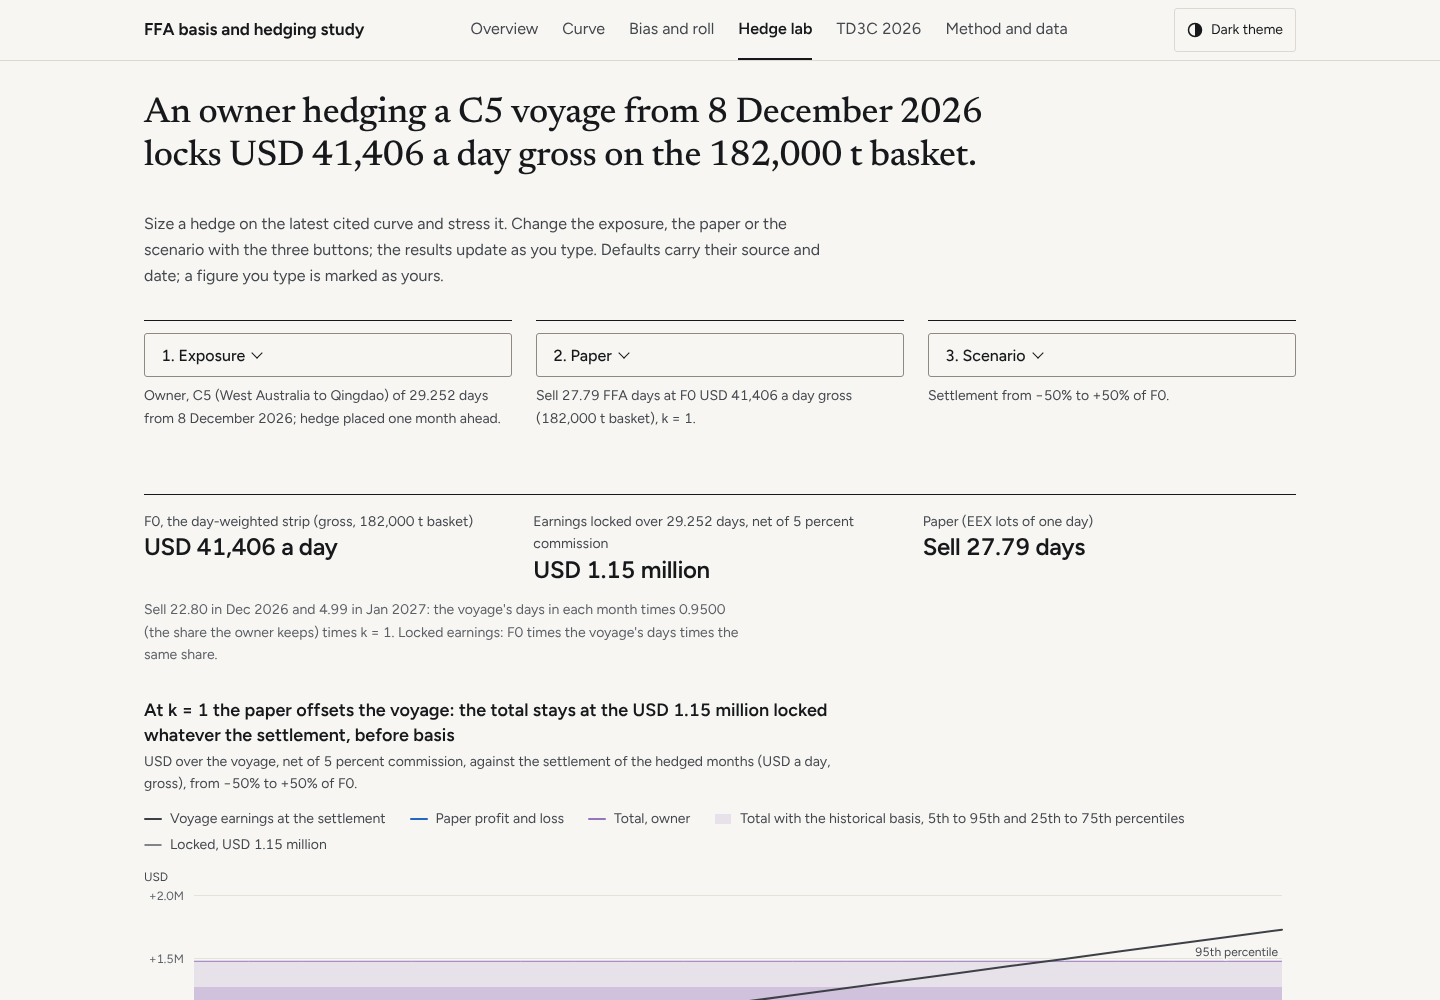 FFA basis and hedging study
Overview
Curve
Bias and roll
Hedge lab
TD3C 2026
Method and data
Dark theme
An owner hedging a C5 voyage from 8 December 2026
locks USD 41,406 a day gross on the 182,000 t basket.
Size a hedge on the latest cited curve and stress it. Change the exposure, the paper or the
scenario with the three buttons; the results update as you type. Defaults carry their source and
date; a figure you type is marked as yours.
1. Exposure
Owner, C5 (West Australia to Qingdao) of 29.252 days
from 8 December 2026; hedge placed one month ahead.
2. Paper
Sell 27.79 FFA days at F0 USD 41,406 a day gross
(182,000 t basket), k = 1.
3. Scenario
Settlement from −50% to +50% of F0.
F0, the day-weighted strip (gross, 182,000 t basket)
USD 41,406 a day
Earnings locked over 29.252 days, net of 5 percent
commission
USD 1.15 million
Paper (EEX lots of one day)
Sell 27.79 days
Sell 22.80 in Dec 2026 and 4.99 in Jan 2027: the voyage's days in each month times 0.9500
(the share the owner keeps) times k = 1. Locked earnings: F0 times the voyage's days times the
same share.
At k = 1 the paper offsets the voyage: the total stays at the USD 1.15 million locked
whatever the settlement, before basis
USD over the voyage, net of 5 percent commission, against the settlement of the hedged months (USD a day,
gross), from −50% to +50% of F0.
Voyage earnings at the settlement
Paper profit and loss
Total, owner
Total with the historical basis, 5th to 95th and 25th to 75th percentiles
Locked, USD 1.15 million
USD
+2.0M
95th percentile
+1.5M